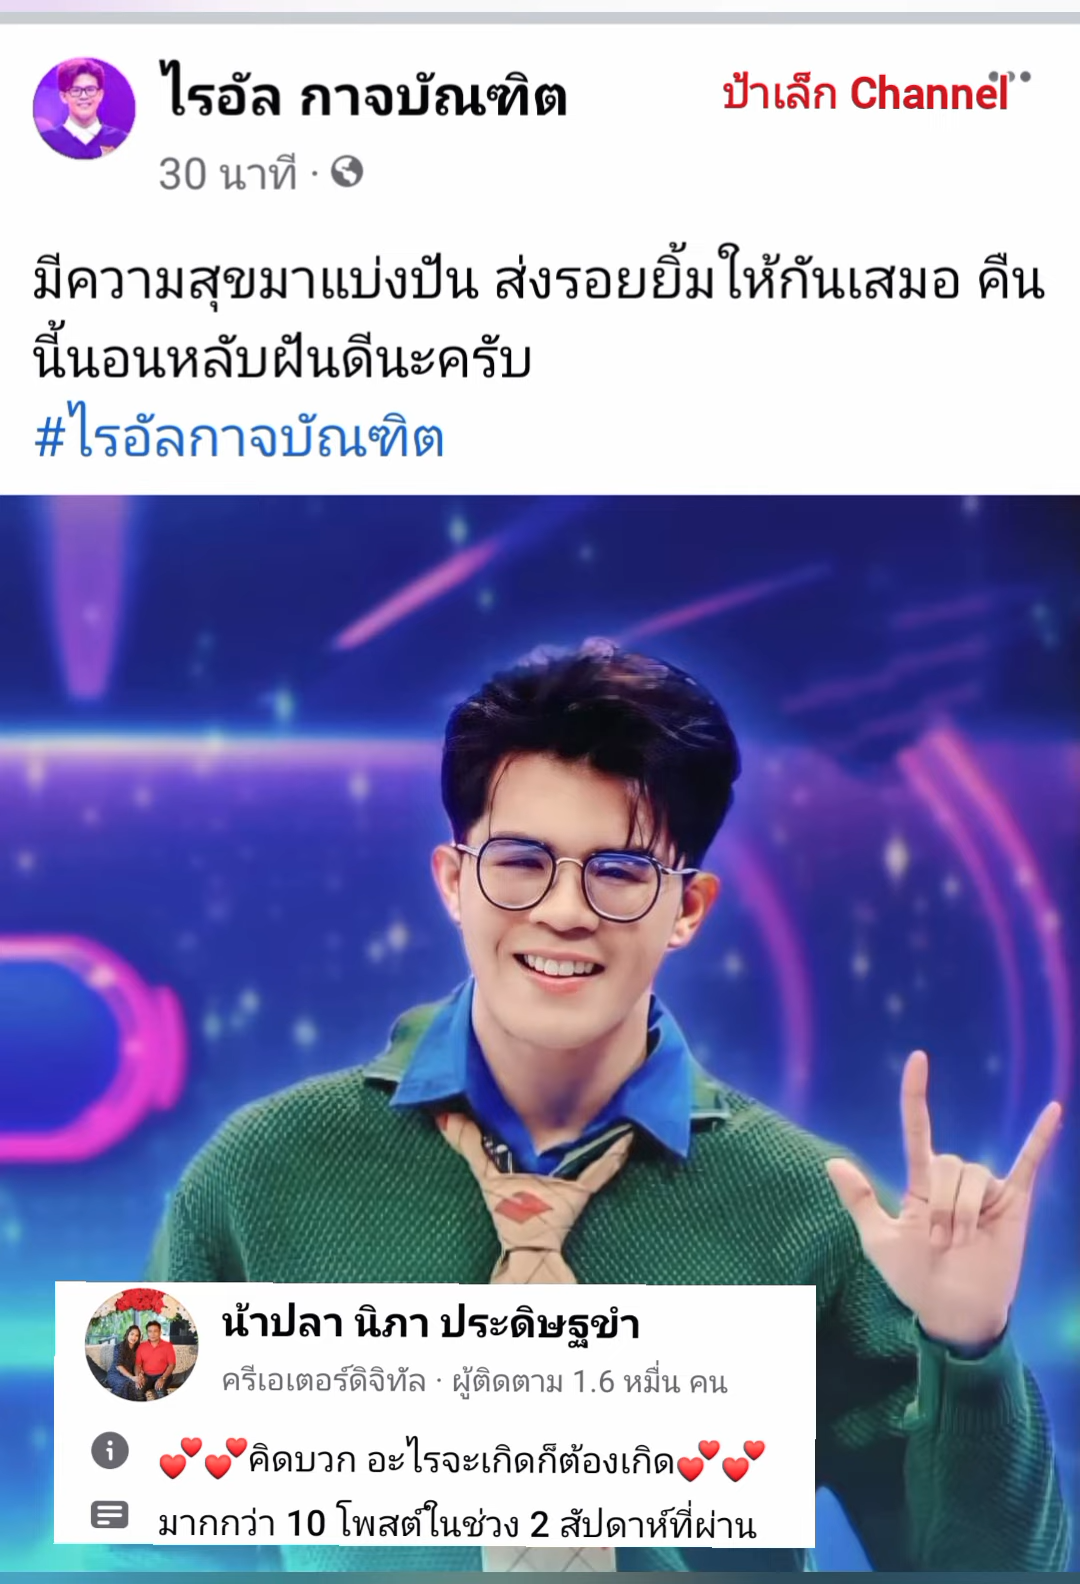 ไรอัล กาจบัณฑิต
ป้าเล็ก Channel
30 นาที ·
มีความสุขมาแบ่งปัน ส่งรอยยิ้มให้กันเสมอ คืน
นี้นอนหลับฝันดีนะครับ
#ไรอัลกาจบัณฑิต
น้าปลา นิภา ประดิษฐขำ
ครีเอเตอร์ดิจิทัล · ผู้ติดตาม 1.6 หมื่น คน
💕💕คิดบวก อะไรจะเกิดก็ต้องเกิด💕💕
มากกว่า 10 โพสต์ในช่วง 2 สัปดาห์ที่ผ่าน